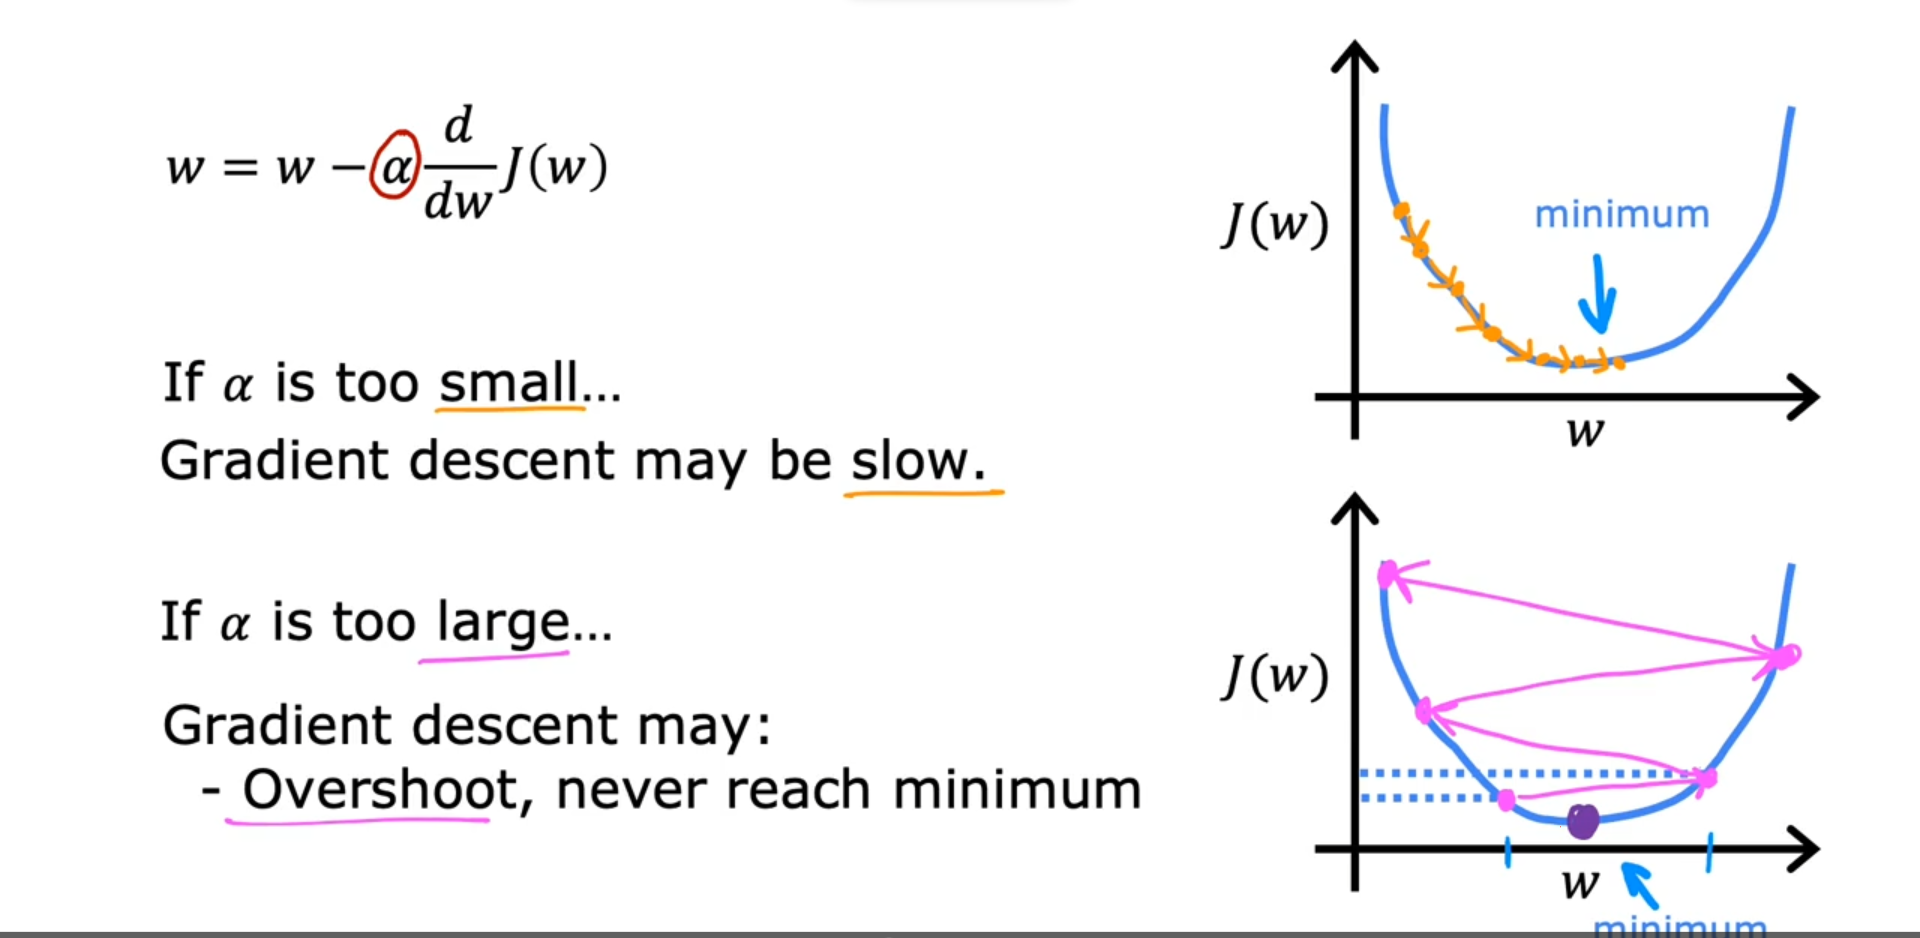 w = w − α d/dw J(w)
If α is too small...
Gradient descent may be slow.
If α is too large...
Gradient descent may:
- Overshoot, never reach minimum
J(w)
minimum
w
J(w)
w
minimum